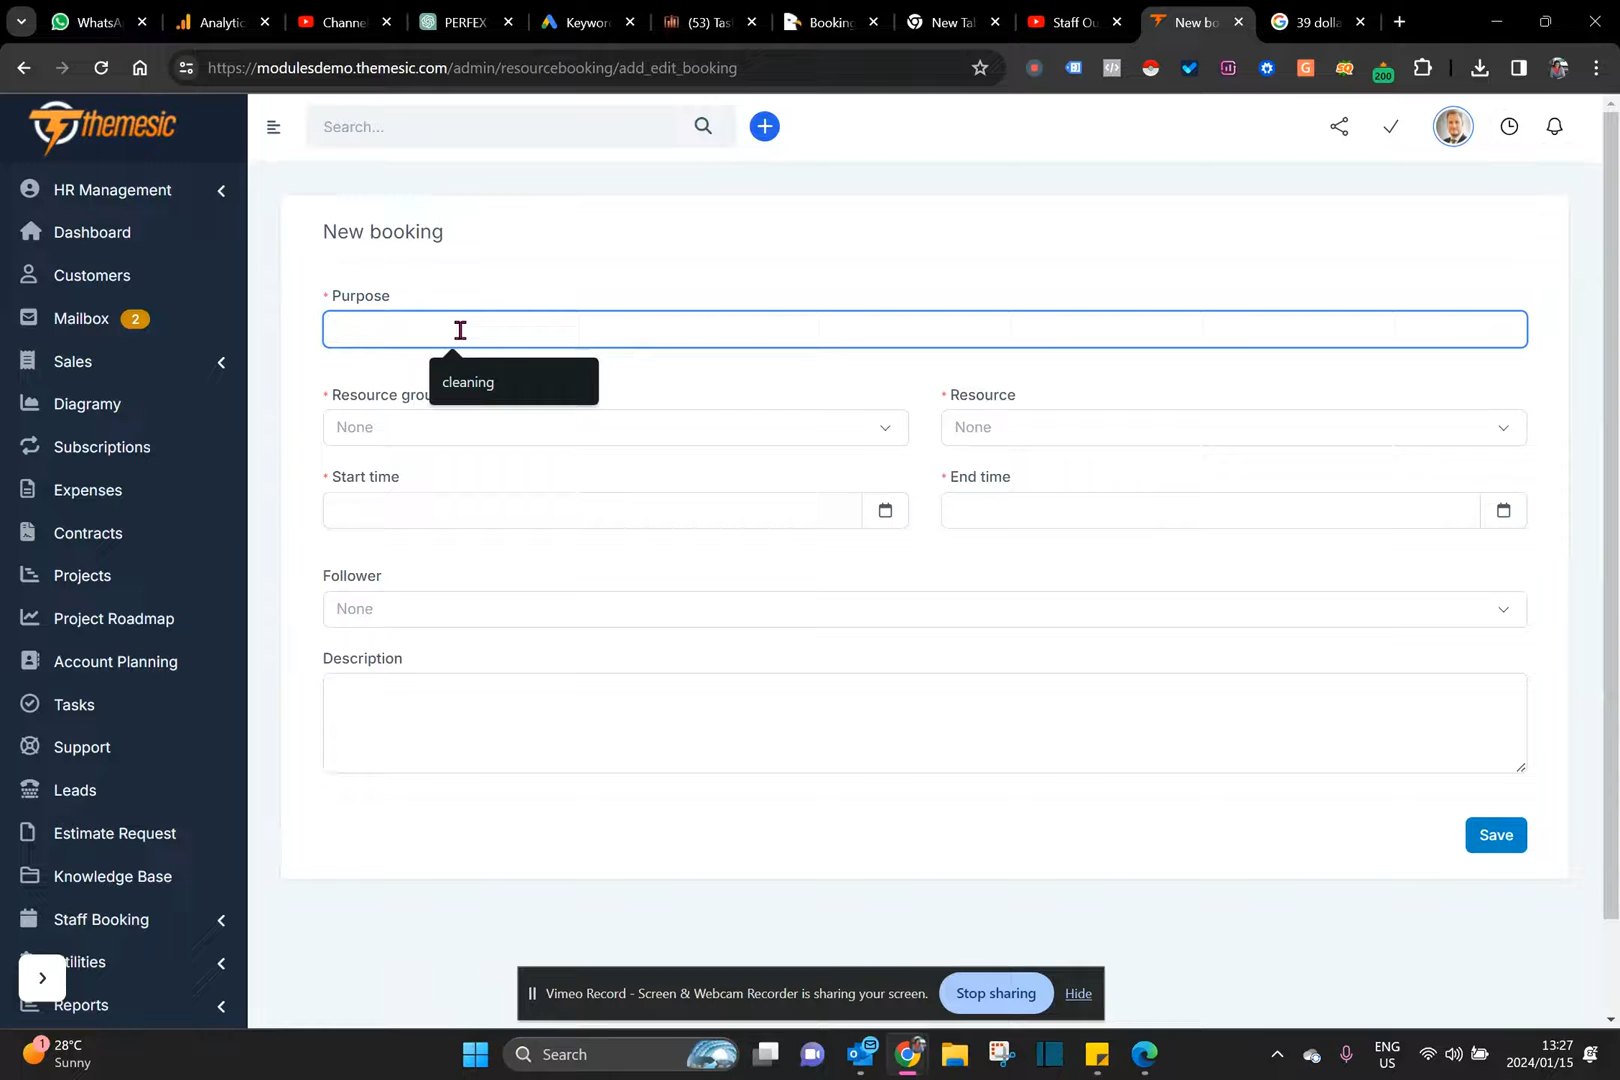 WhatsA
Analytic
Channe
PERFEX
Keywor
(53) Tas
Booking
New Tab
Staff Ou
New bo
39 dolla
https://modulesdemo.themesic.com/admin/resourcebooking/add_edit_booking
200
themesic
Search...
HR Management
Dashboard
Customers
Mailbox 2
Sales
Diagramy
Subscriptions
Expenses
Contracts
Projects
Project Roadmap
Account Planning
Tasks
Support
Leads
Estimate Request
Knowledge Base
Staff Booking
tilities
Reports
New booking
* Purpose
cleaning
* Resource grou
None
* Resource
None
* Start time
* End time
Follower
None
Description
Save
Vimeo Record - Screen & Webcam Recorder is sharing your screen.
Stop sharing
Hide
1
28°C
Sunny
Search
ENG
US
13:27
2024/01/15